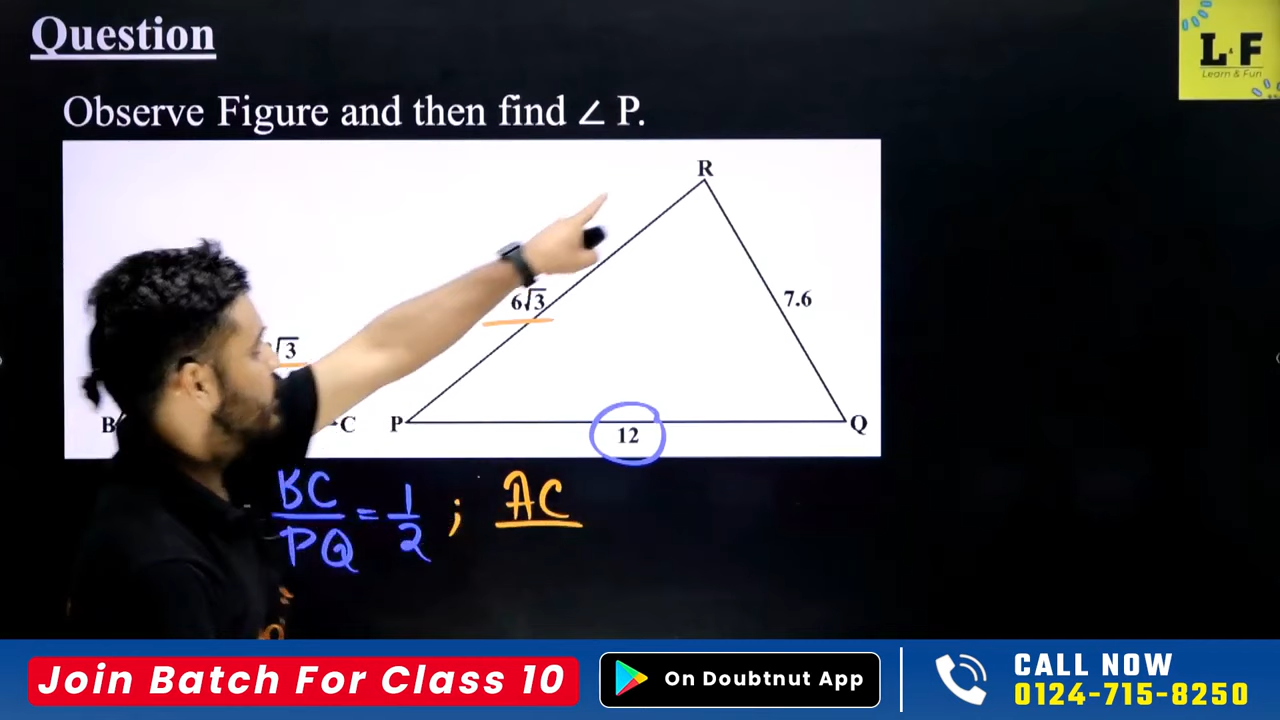 Question
L&F
Learn & Fun
Observe Figure and then find ∠ P.
R
6√3
7.6
√3
B
C
P
Q
12
BC/PQ = 1/2 ; AC
Join Batch For Class 10
On Doubtnut App
CALL NOW
0124-715-8250